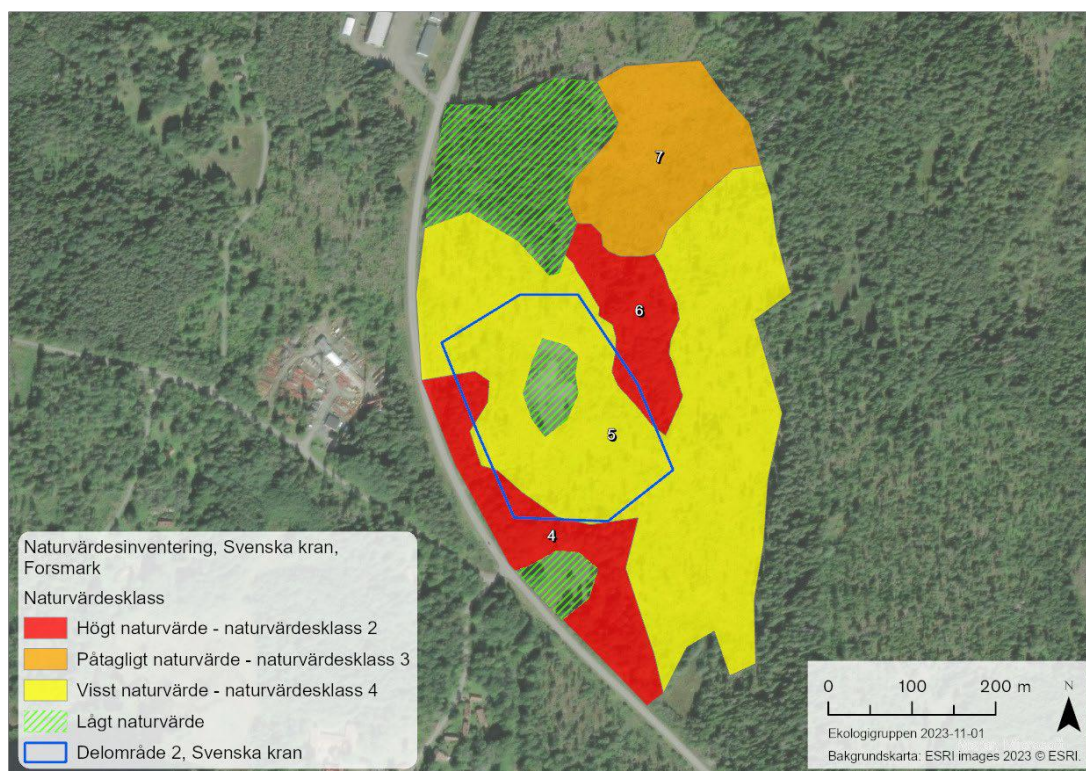 7
6
5
4
Naturvärdesinventering, Svenska kran,
Forsmark
Naturvärdesklass
Högt naturvärde - naturvärdesklass 2
Påtagligt naturvärde - naturvärdesklass 3
Visst naturvärde - naturvärdesklass 4
Lågt naturvärde
Delområde 2, Svenska kran
0 100 200 m
N
Ekologigruppen 2023-11-01
Bakgrundskarta: ESRI images 2023 © ESRI.